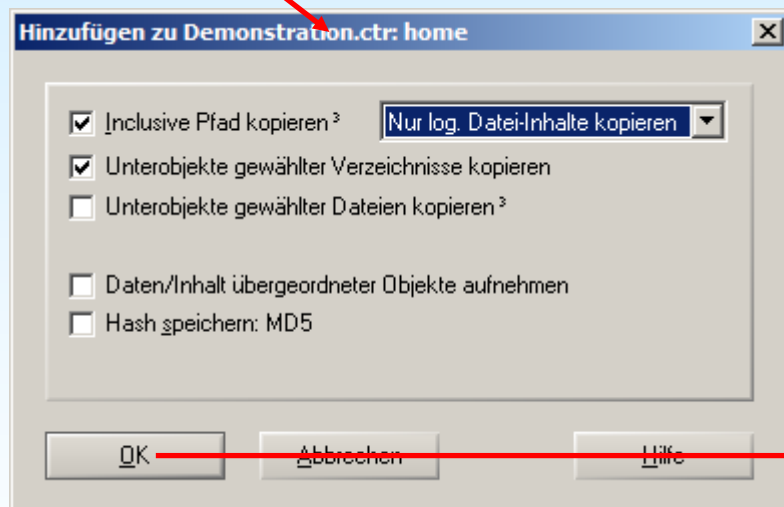 Hinzufügen zu Demonstration.ctr: home
Inclusive Pfad kopieren ³ Nur log. Datei-Inhalte kopieren
Unterobjekte gewählter Verzeichnisse kopieren
Unterobjekte gewählter Dateien kopieren ³
Daten/Inhalt übergeordneter Objekte aufnehmen
Hash speichern: MD5
OK Abbrechen Hilfe